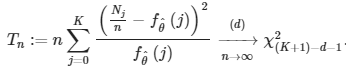 T_n := n \sum_{j=0}^{K} \frac{\left( \frac{N_j}{n} - f_{\hat{\theta}}(j) \right)^2}{f_{\hat{\theta}}(j)} \xrightarrow[n \to \infty]{(d)} \chi^2_{(K+1)-d-1}.